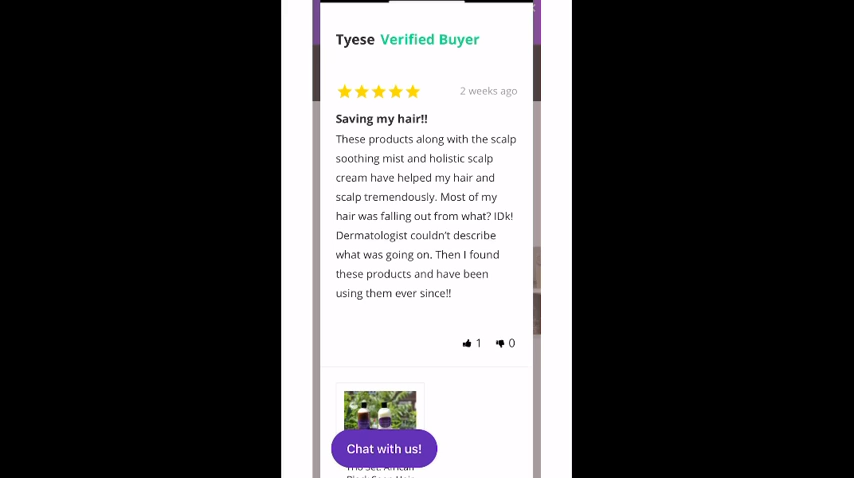 Tyese Verified Buyer
2 weeks ago
Saving my hair!!
These products along with the scalp
soothing mist and holistic scalp
cream have helped my hair and
scalp tremendously. Most of my
hair was falling out from what? IDk!
Dermatologist couldn't describe
what was going on. Then I found
these products and have been
using them ever since!!
1 0
Chat with us!